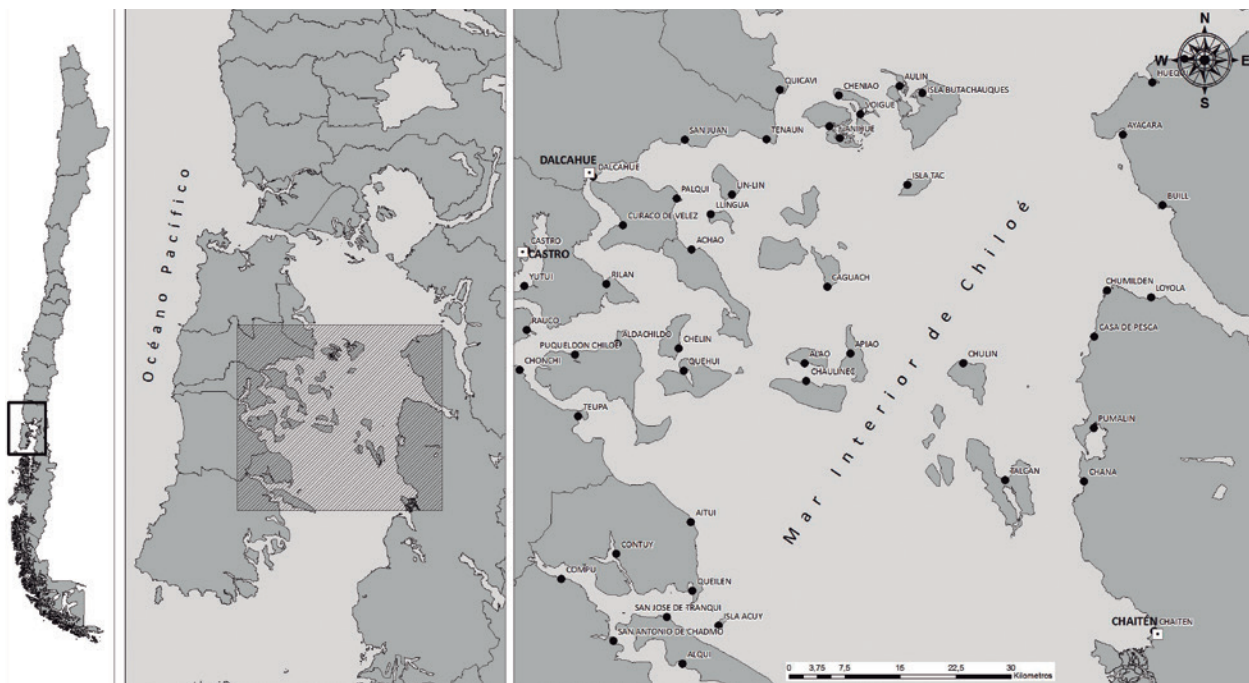 Océano Pacífico
N
W
E
S
HUEQUI
QUICAVI
CHENIAO
AULIN
ISLA BUTACHAUQUES
VOIGUE
AYACARA
SAN JUAN
TENAUN
ANIHUE
DALCAHUE
DALCAHUE
ISLA TAC
PALQUI
LIN-LIN
BUILL
LLINGUA
CURACO DE VELEZ
CASTRO
CASTRO
ACHAO
YUTUI
RILAN
CAGUACH
CHUMILDEN
LOYOLA
RAUCO
ALDACHILDO
CASA DE PESCA
PUQUELDON CHILOE
CHELIN
ALAO
APIAO
CHULIN
CHONCHI
QUEHUI
CHAULINEC
TEUPA
PUMALIN
TALCAN
CHANA
Mar Interior de Chiloé
AITUI
CONTUY
COMPU
QUEILEN
SAN JOSE DE TRANQUI
ISLA ACUY
SAN ANTONIO DE CHADMO
CHAITÉN
CHAITEN
ALQUI
0 3,75 7,5 15 22,5 30
Kilometros